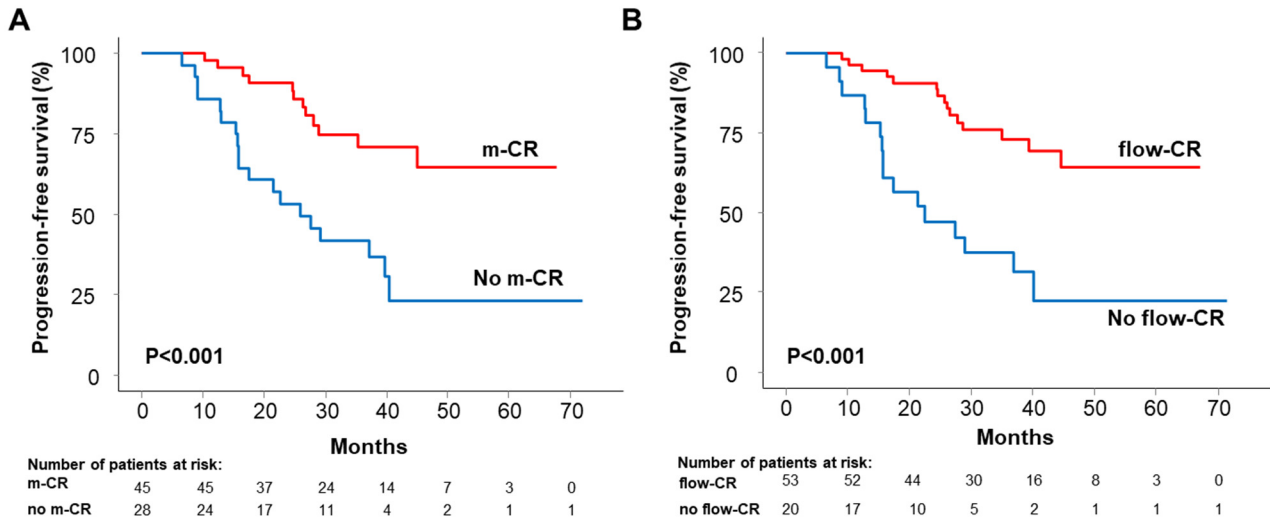 A
Progression-free survival (%)
100
75
50
25
0
m-CR
No m-CR
P<0.001
0 10 20 30 40 50 60 70
Months
Number of patients at risk:
m-CR 45 45 37 24 14 7 3 0
no m-CR 28 24 17 11 4 2 1 1
B
Progression-free survival (%)
100
75
50
25
0
flow-CR
No flow-CR
P<0.001
0 10 20 30 40 50 60 70
Months
Number of patients at risk:
flow-CR 53 52 44 30 16 8 3 0
no flow-CR 20 17 10 5 2 1 1 1